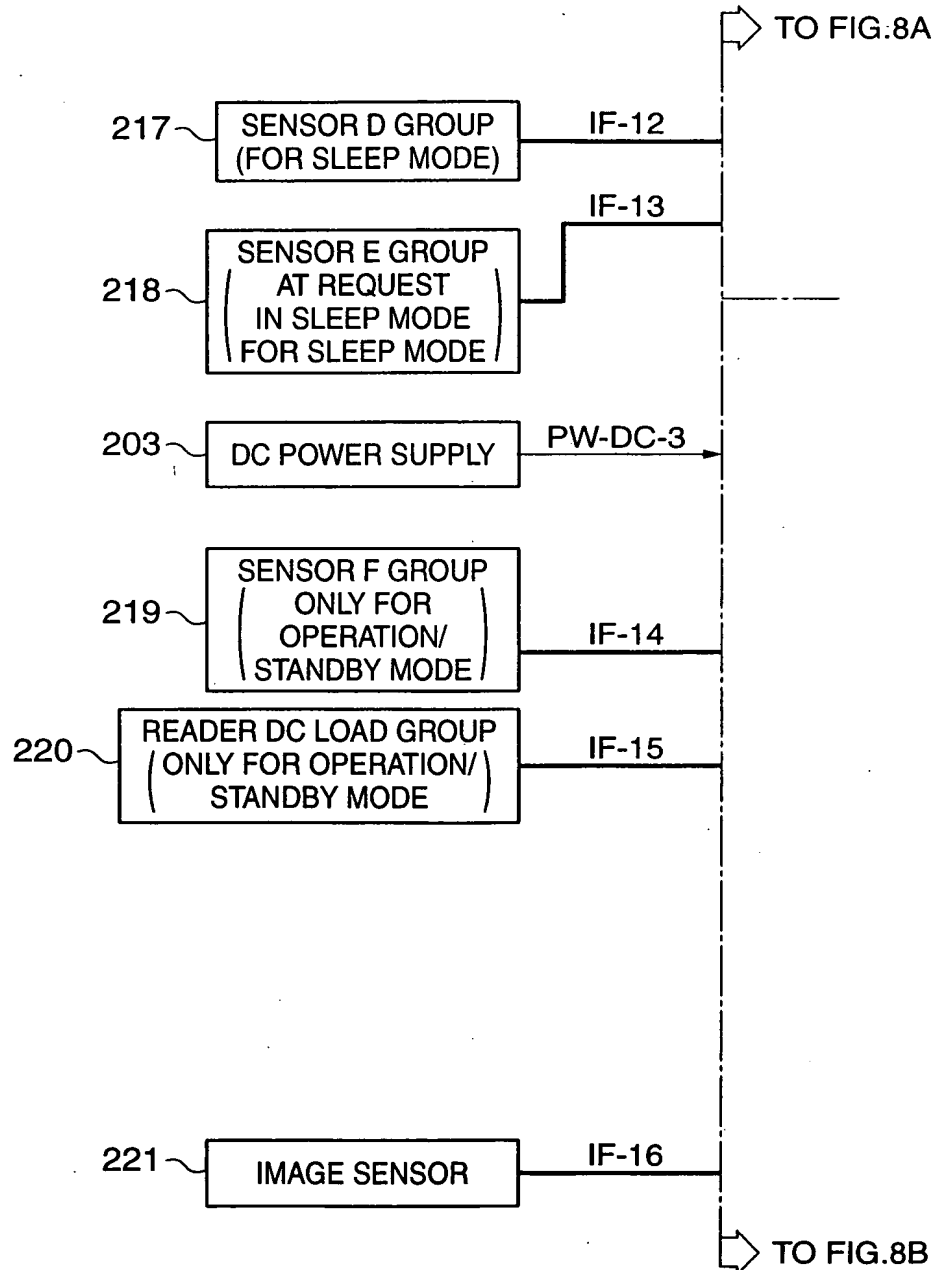 TO FIG.8A
217
SENSOR D GROUP
(FOR SLEEP MODE)
IF-12
IF-13
218
SENSOR E GROUP
(AT REQUEST
IN SLEEP MODE
FOR SLEEP MODE)
203
DC POWER SUPPLY
PW-DC-3
219
SENSOR F GROUP
(ONLY FOR
OPERATION/
STANDBY MODE)
IF-14
220
READER DC LOAD GROUP
(ONLY FOR OPERATION/
STANDBY MODE)
IF-15
221
IMAGE SENSOR
IF-16
TO FIG.8B